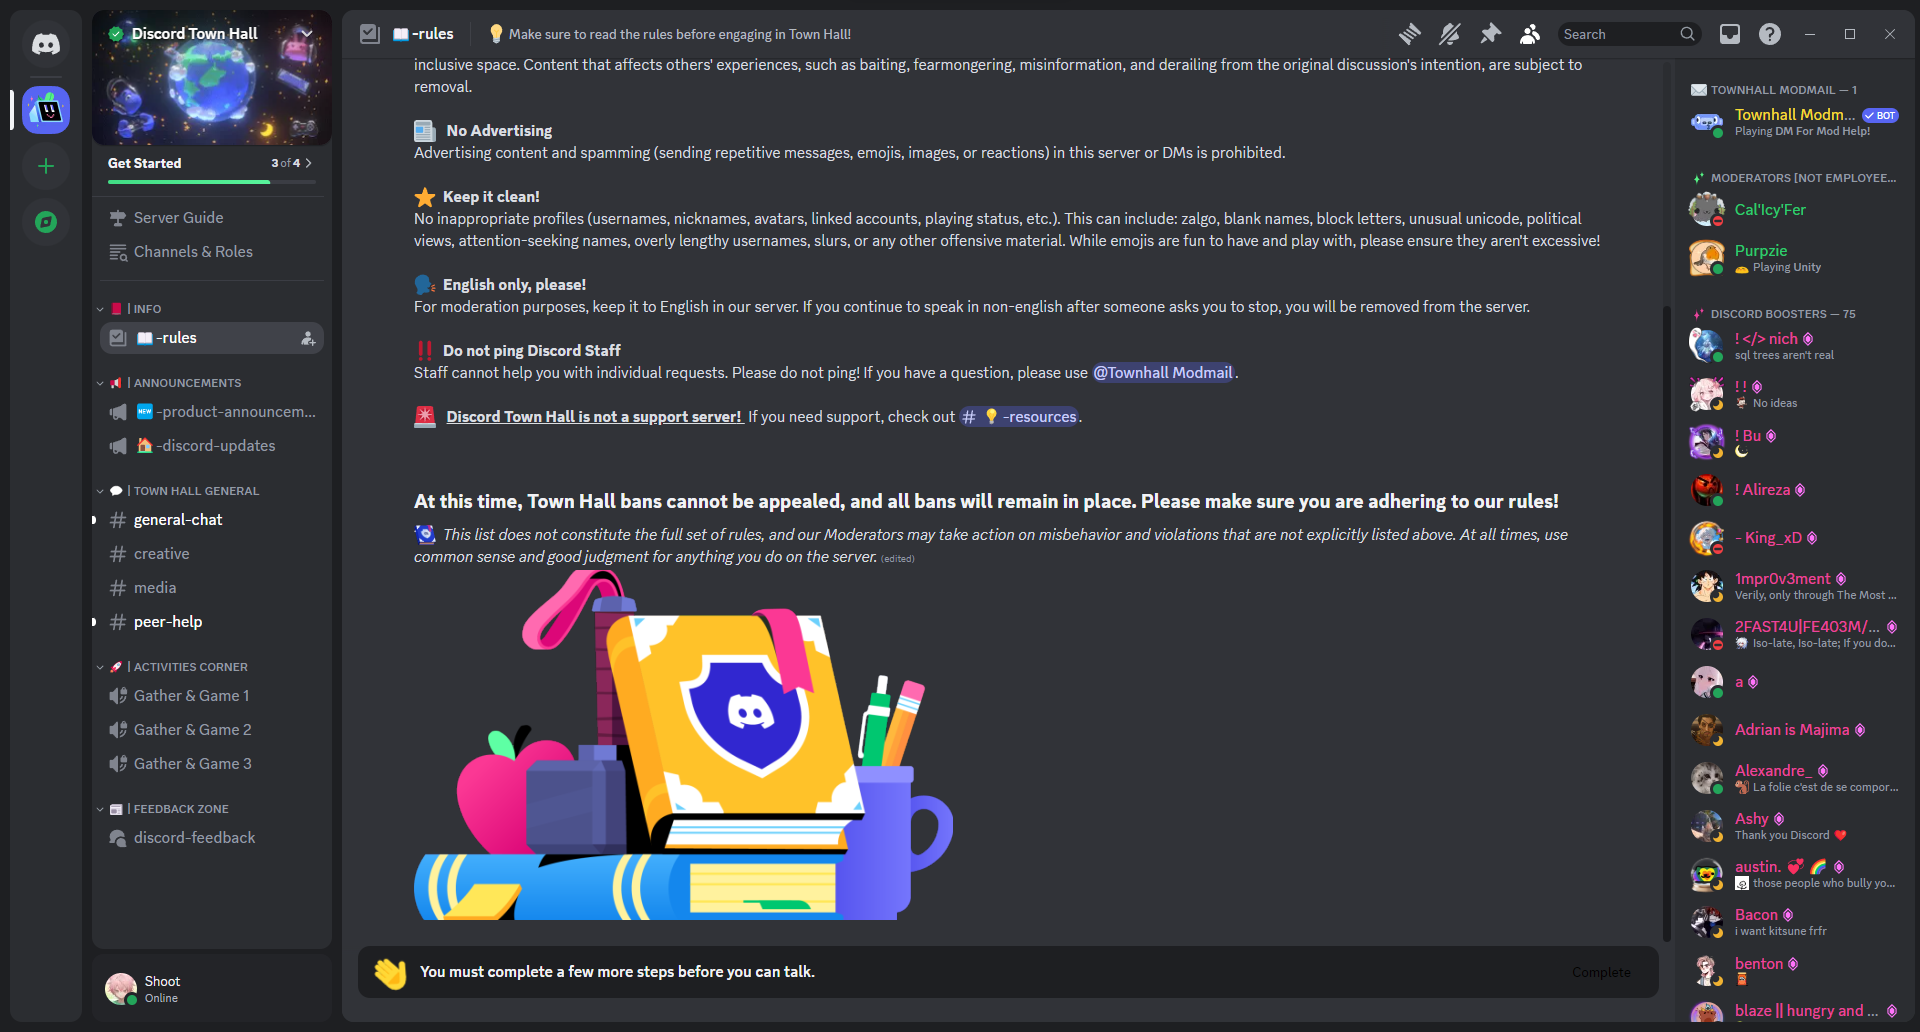 Discord Town Hall
Get Started
3 of 4
Server Guide
Channels & Roles
| INFO
-rules
| ANNOUNCEMENTS
NEW -product-announcem...
-discord-updates
| TOWN HALL GENERAL
general-chat
creative
media
peer-help
| ACTIVITIES CORNER
Gather & Game 1
Gather & Game 2
Gather & Game 3
| FEEDBACK ZONE
discord-feedback
Shoot
Online
-rules
Make sure to read the rules before engaging in Town Hall!
Search
inclusive space. Content that affects others' experiences, such as baiting, fearmongering, misinformation, and derailing from the original discussion's intention, are subject to
removal.
No Advertising
Advertising content and spamming (sending repetitive messages, emojis, images, or reactions) in this server or DMs is prohibited.
Keep it clean!
No inappropriate profiles (usernames, nicknames, avatars, linked accounts, playing status, etc.). This can include: zalgo, blank names, block letters, unusual unicode, political
views, attention-seeking names, overly lengthy usernames, slurs, or any other offensive material. While emojis are fun to have and play with, please ensure they aren't excessive!
English only, please!
For moderation purposes, keep it to English in our server. If you continue to speak in non-english after someone asks you to stop, you will be removed from the server.
Do not ping Discord Staff
Staff cannot help you with individual requests. Please do not ping! If you have a question, please use @Townhall Modmail.
Discord Town Hall is not a support server! If you need support, check out # -resources.
At this time, Town Hall bans cannot be appealed, and all bans will remain in place. Please make sure you are adhering to our rules!
This list does not constitute the full set of rules, and our Moderators may take action on misbehavior and violations that are not explicitly listed above. At all times, use
common sense and good judgment for anything you do on the server. (edited)
You must complete a few more steps before you can talk.
Complete
TOWNHALL MODMAIL — 1
Townhall Modm... BOT
Playing DM For Mod Help!
MODERATORS [NOT EMPLOYEE...
Cal'Icy'Fer
Purpzie
Playing Unity
DISCORD BOOSTERS — 75
! </> nich
sql trees aren't real
! !
No ideas
! Bu
! Alireza
- King_xD
1mpr0v3ment
Verily, only through The Most ...
2FAST4U|FE403M/...
Iso-late, Iso-late; If you do...
a
Adrian is Majima
Alexandre_
La folie c'est de se compor...
Ashy
Thank you Discord
austin.
those people who bully yo...
Bacon
i want kitsune frfr
benton
blaze || hungry and ...